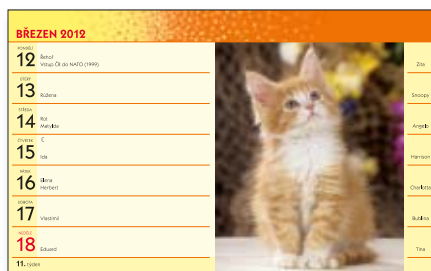 BŘEZEN 2012
PONDĚLÍ
12
Řehoř
Vstup ČR do NATO (1999)
ÚTERÝ
13
Růžena
STŘEDA
14
Rút
Matylda
ČTVRTEK
15
Ida
PÁTEK
16
Elena
Herbert
SOBOTA
17
Vlastimil
NEDĚLE
18
Eduard
11. týden
Zita
Snoopy
Angelo
Harrison
Charlotta
Bublina
Tina